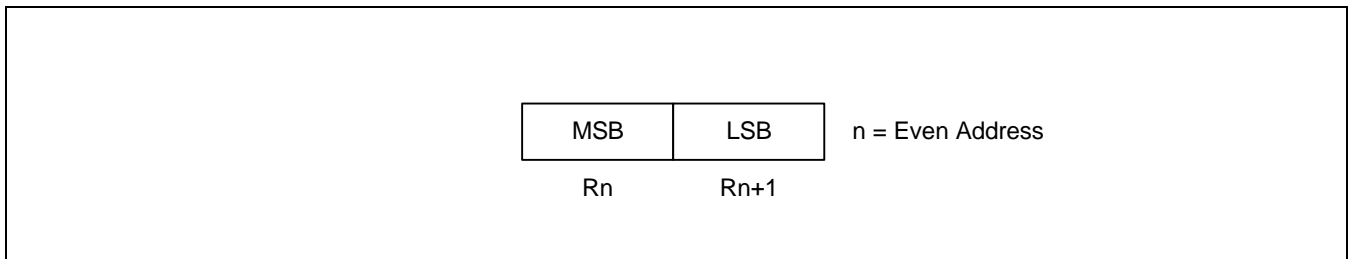 MSB LSB n = Even Address
Rn Rn+1